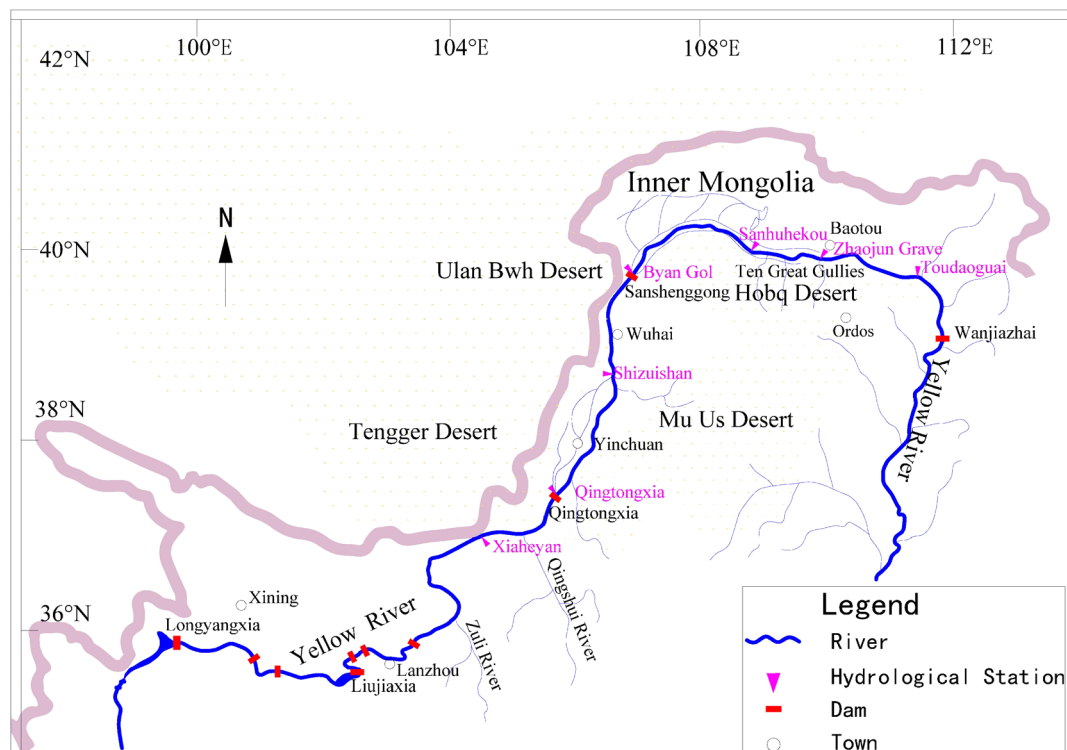 100°E
104°E
108°E
112°E
42°N
Inner Mongolia
N
Sanhuhekou
Baotou
Zhaojun Grave
40°N
Ulan Bwh Desert
Byan Gol
Ten Great Gullies
Toudaoguai
Sanshenggong
Hobq Desert
Wuhai
Ordos
Wanjiazhai
Shizuishan
Yellow River
38°N
Tengger Desert
Mu Us Desert
Yinchuan
Qingtongxia
Qingtongxia
Xiaheyan
Qingshui River
36°N
Xining
Longyangxia
Yellow River
Zuli River
Lanzhou
Liujiaxia
Legend
River
Hydrological Station
Dam
Town